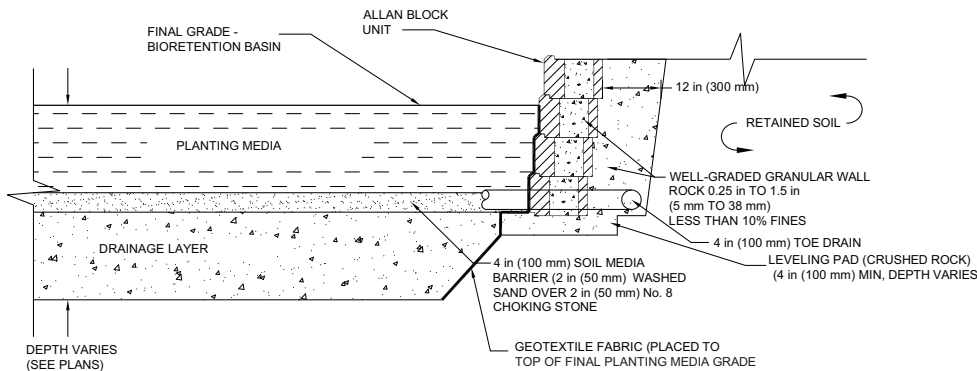 ALLAN BLOCK
UNIT
FINAL GRADE -
BIORETENTION BASIN
12 in (300 mm)
RETAINED SOIL
PLANTING MEDIA
WELL-GRADED GRANULAR WALL
ROCK 0.25 in TO 1.5 in
(5 mm TO 38 mm)
LESS THAN 10% FINES
4 in (100 mm) TOE DRAIN
DRAINAGE LAYER
LEVELING PAD (CRUSHED ROCK)
(4 in (100 mm) MIN, DEPTH VARIES
4 in (100 mm) SOIL MEDIA
BARRIER (2 in (50 mm) WASHED
SAND OVER 2 in (50 mm) No. 8
CHOKING STONE
DEPTH VARIES
(SEE PLANS)
GEOTEXTILE FABRIC (PLACED TO
TOP OF FINAL PLANTING MEDIA GRADE